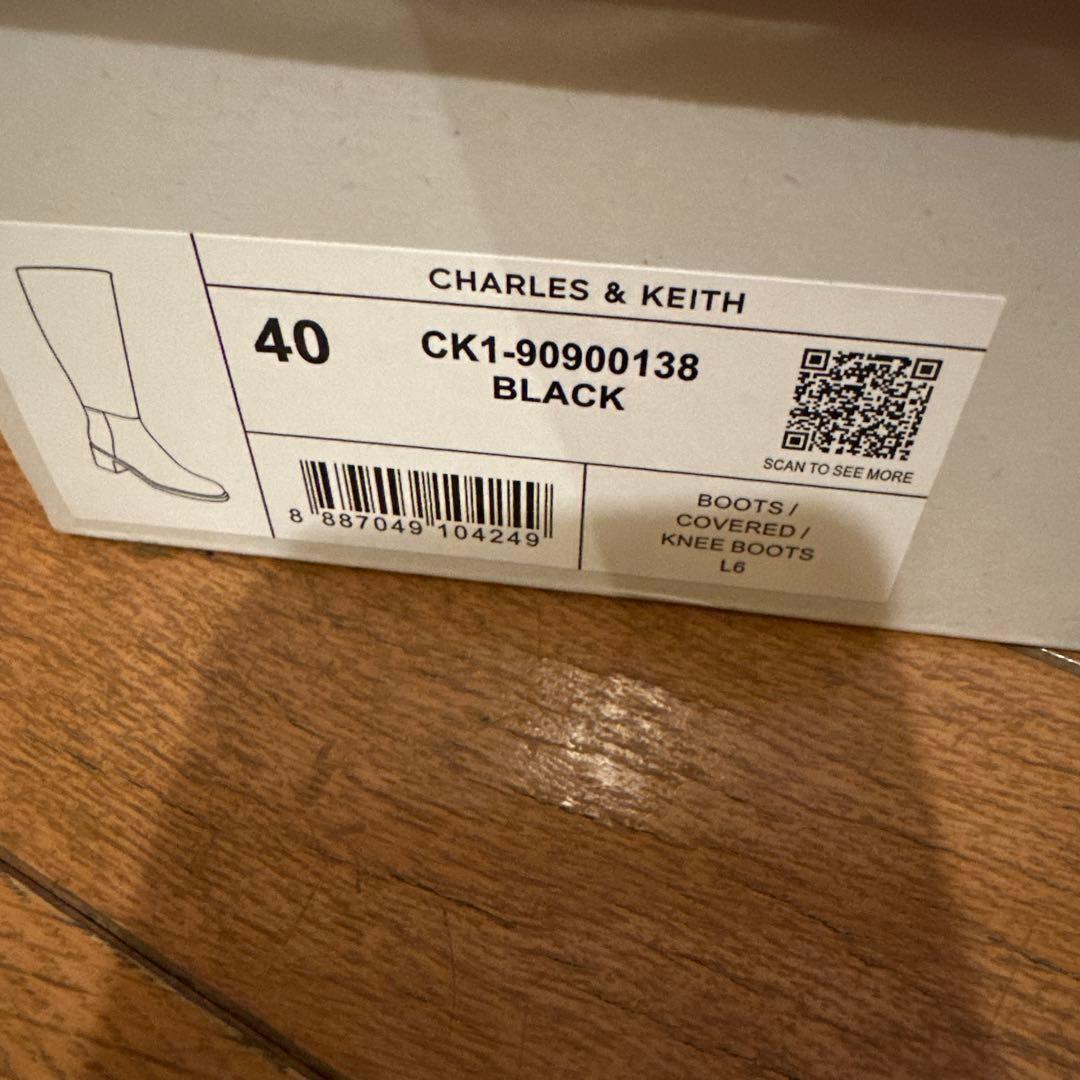 CHARLES & KEITH
40
CK1-90900138
BLACK
SCAN TO SEE MORE
8 887049 104249
BOOTS /
COVERED /
KNEE BOOTS
L6